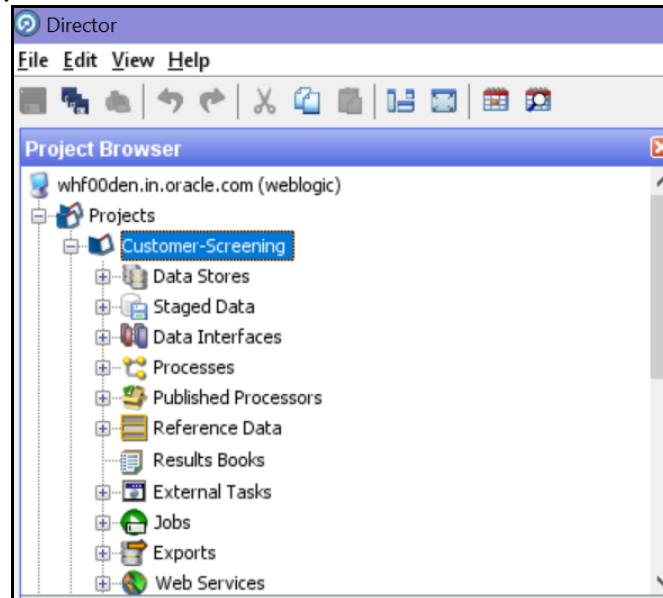 Director
File Edit View Help
Project Browser
whf00den.in.oracle.com (weblogic)
Projects
Customer-Screening
Data Stores
Staged Data
Data Interfaces
Processes
Published Processors
Reference Data
Results Books
External Tasks
Jobs
Exports
Web Services